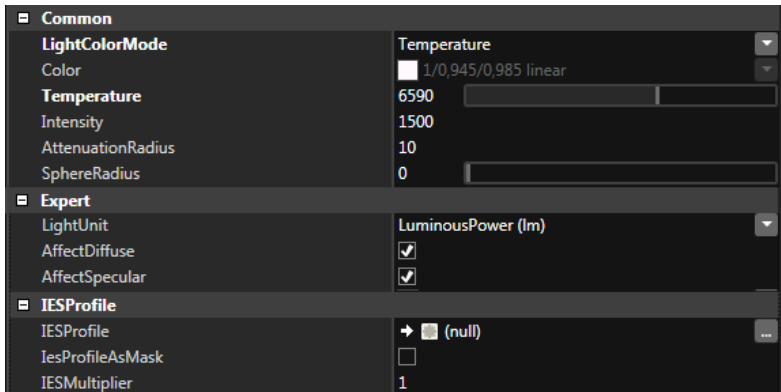 Common
LightColorMode Temperature
Color 1/0,945/0,985 linear
Temperature 6590
Intensity 1500
AttenuationRadius 10
SphereRadius 0
Expert
LightUnit LuminousPower (lm)
AffectDiffuse
AffectSpecular
IESProfile
IESProfile (null) ...
IesProfileAsMask
IESMultiplier 1